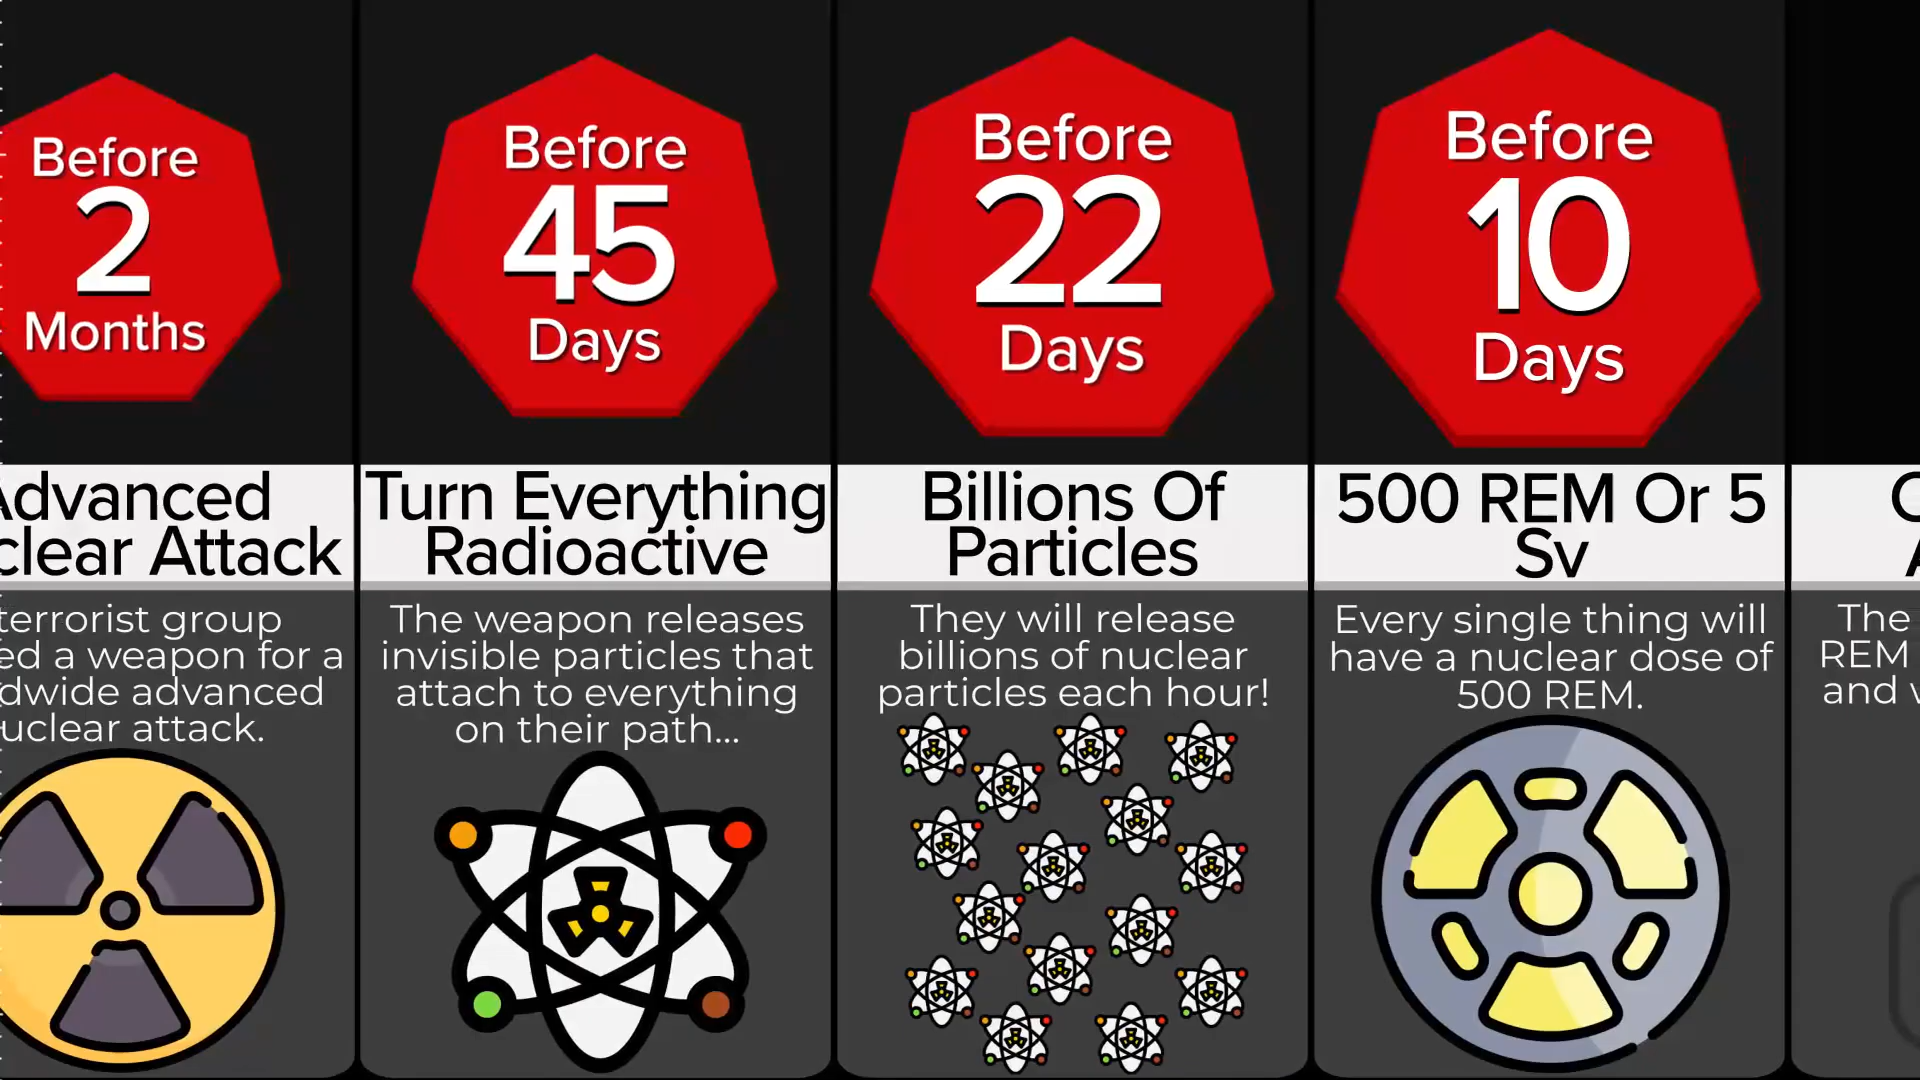 Before
2
Months
Advanced
clear Attack
terrorist group
ed a weapon for a
dwide advanced
uclear attack.
Before
45
Days
Turn Everything
Radioactive
The weapon releases
invisible particles that
attach to everything
on their path...
Before
22
Days
Billions Of
Particles
They will release
billions of nuclear
particles each hour!
Before
10
Days
500 REM Or 5
Sv
Every single thing will
have a nuclear dose of
500 REM.
The
REM
and